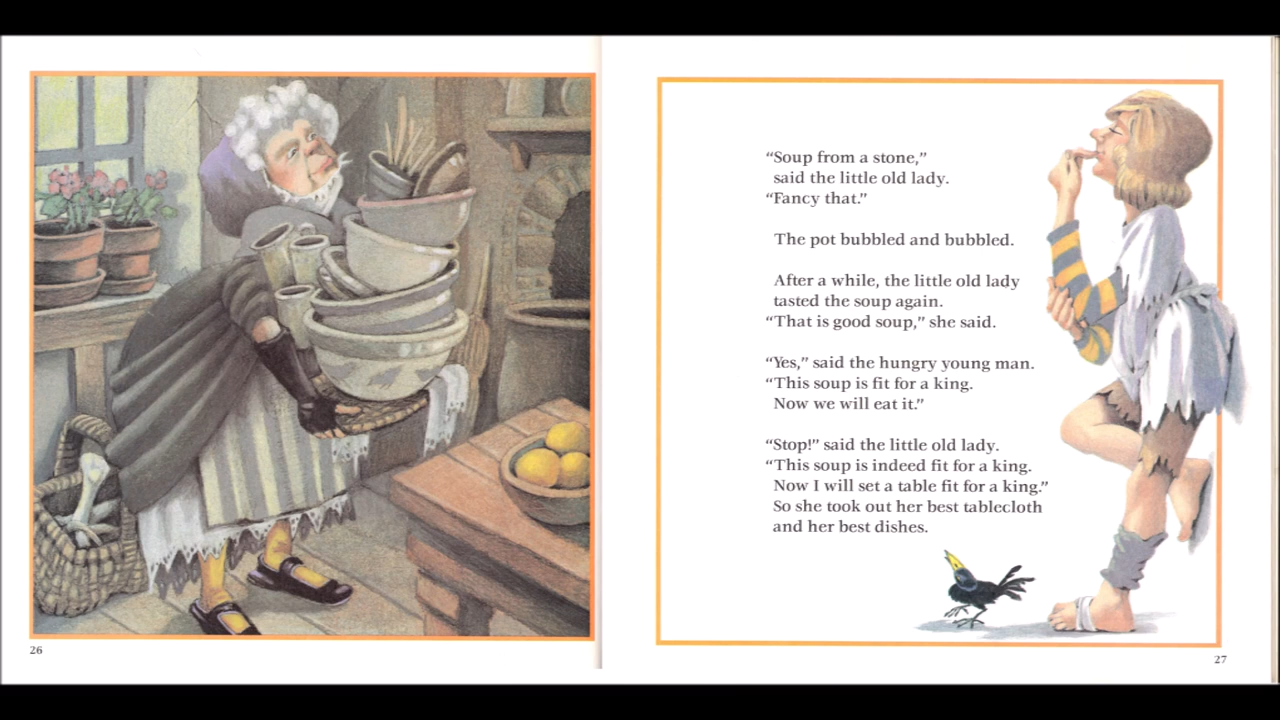 “Soup from a stone,”
said the little old lady.
“Fancy that.”
The pot bubbled and bubbled.
After a while, the little old lady
tasted the soup again.
“That is good soup,” she said.
“Yes,” said the hungry young man.
“This soup is fit for a king.
Now we will eat it.”
“Stop!” said the little old lady.
“This soup is indeed fit for a king.
Now I will set a table fit for a king.”
So she took out her best tablecloth
and her best dishes.
26
27